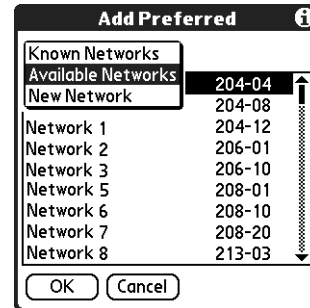 Add Preferred i
Known Networks
Available Networks
New Network
204-04
204-08
Network 1 204-12
Network 2 206-01
Network 3 206-10
Network 5 208-01
Network 6 208-10
Network 7 208-20
Network 8 213-03
OK Cancel